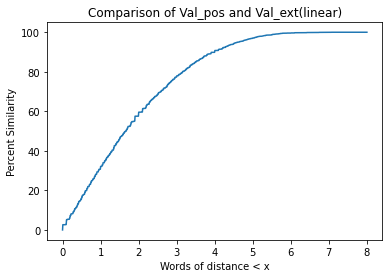 Comparison of Val_pos and Val_ext(linear)
100
80
60
40
20
0
Percent Similarity
0 1 2 3 4 5 6 7 8
Words of distance < x